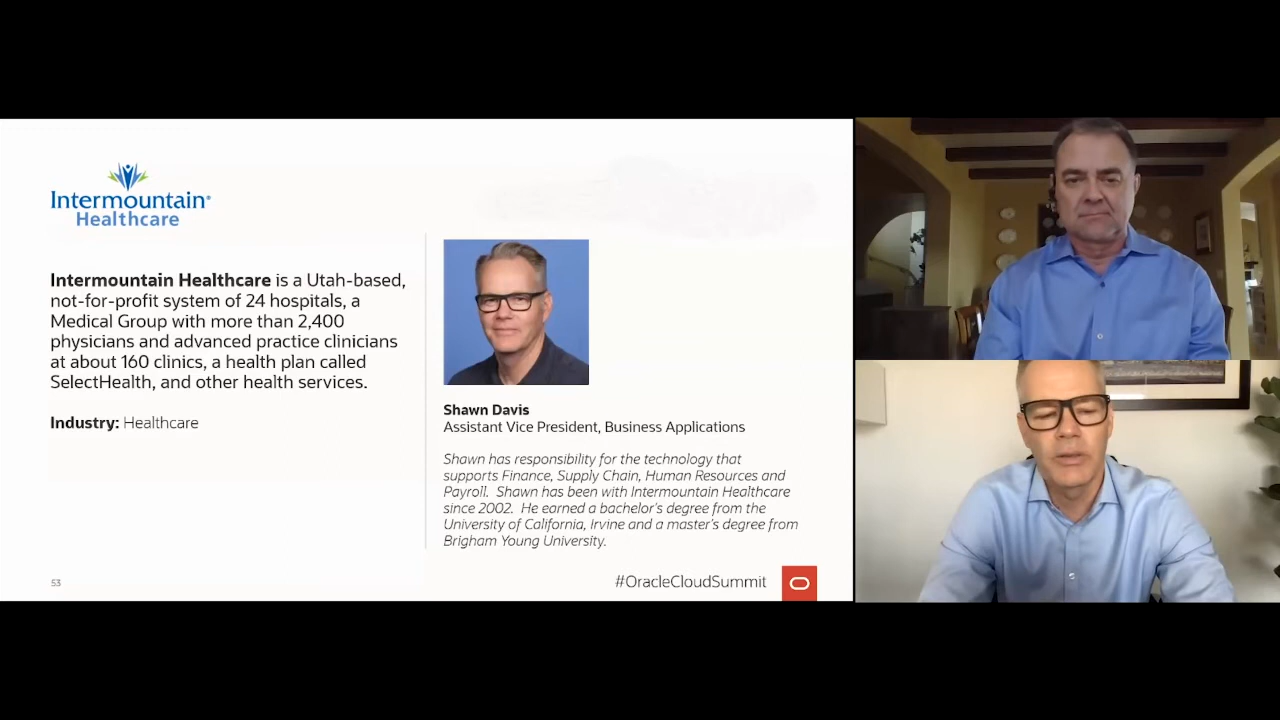 Intermountain®
Healthcare
Intermountain Healthcare is a Utah-based,
not-for-profit system of 24 hospitals, a
Medical Group with more than 2,400
physicians and advanced practice clinicians
at about 160 clinics, a health plan called
SelectHealth, and other health services.
Industry: Healthcare
Shawn Davis
Assistant Vice President, Business Applications
Shawn has responsibility for the technology that
supports Finance, Supply Chain, Human Resources and
Payroll. Shawn has been with Intermountain Healthcare
since 2002. He earned a bachelor's degree from the
University of California, Irvine and a master's degree from
Brigham Young University.
53
#OracleCloudSummit